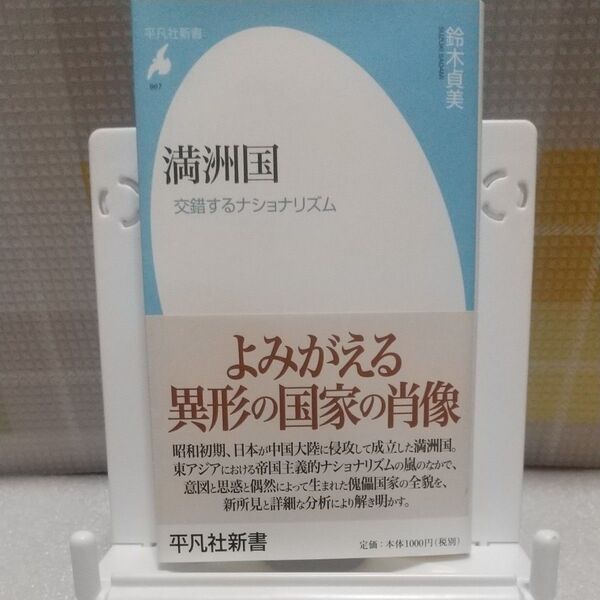 平凡社新書
967
鈴木貞美
SUZUKI SADAMI
満洲国
交錯するナショナリズム
よみがえる
異形の国家の肖像
昭和初期、日本が中国大陸に侵攻して成立した満洲国。
東アジアにおける帝国主義的ナショナリズムの嵐のなかで、
意図と思惑と偶然によって生まれた傀儡国家の全貌を、
新所見と詳細な分析により解き明かす。
平凡社新書
定価:本体1000円(税別)